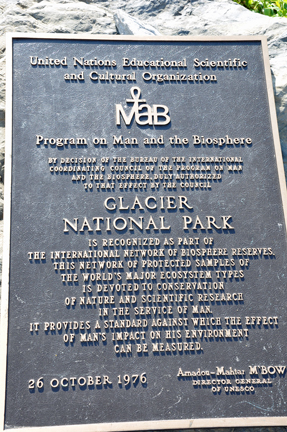 United Nations Educational Scientific
and Cultural Organization
MaB
Program on Man and the Biosphere
BY DECISION OF THE BUREAU OF THE INTERNATIONAL
COORDINATING COUNCIL OF THE PROGRAM ON MAN
AND THE BIOSPHERE, DULY AUTHORIZED
TO THAT EFFECT BY THE COUNCIL
GLACIER
NATIONAL PARK
IS RECOGNIZED AS PART OF
THE INTERNATIONAL NETWORK OF BIOSPHERE RESERVES.
THIS NETWORK OF PROTECTED SAMPLES OF
THE WORLD'S MAJOR ECOSYSTEM TYPES
IS DEVOTED TO CONSERVATION
OF NATURE AND SCIENTIFIC RESEARCH
IN THE SERVICE OF MAN.
IT PROVIDES A STANDARD AGAINST WHICH THE EFFECT
OF MAN'S IMPACT ON HIS ENVIRONMENT
CAN BE MEASURED.
26 OCTOBER 1976
Amadou-Mahtar M'BOW
DIRECTOR GENERAL
OF UNESCO